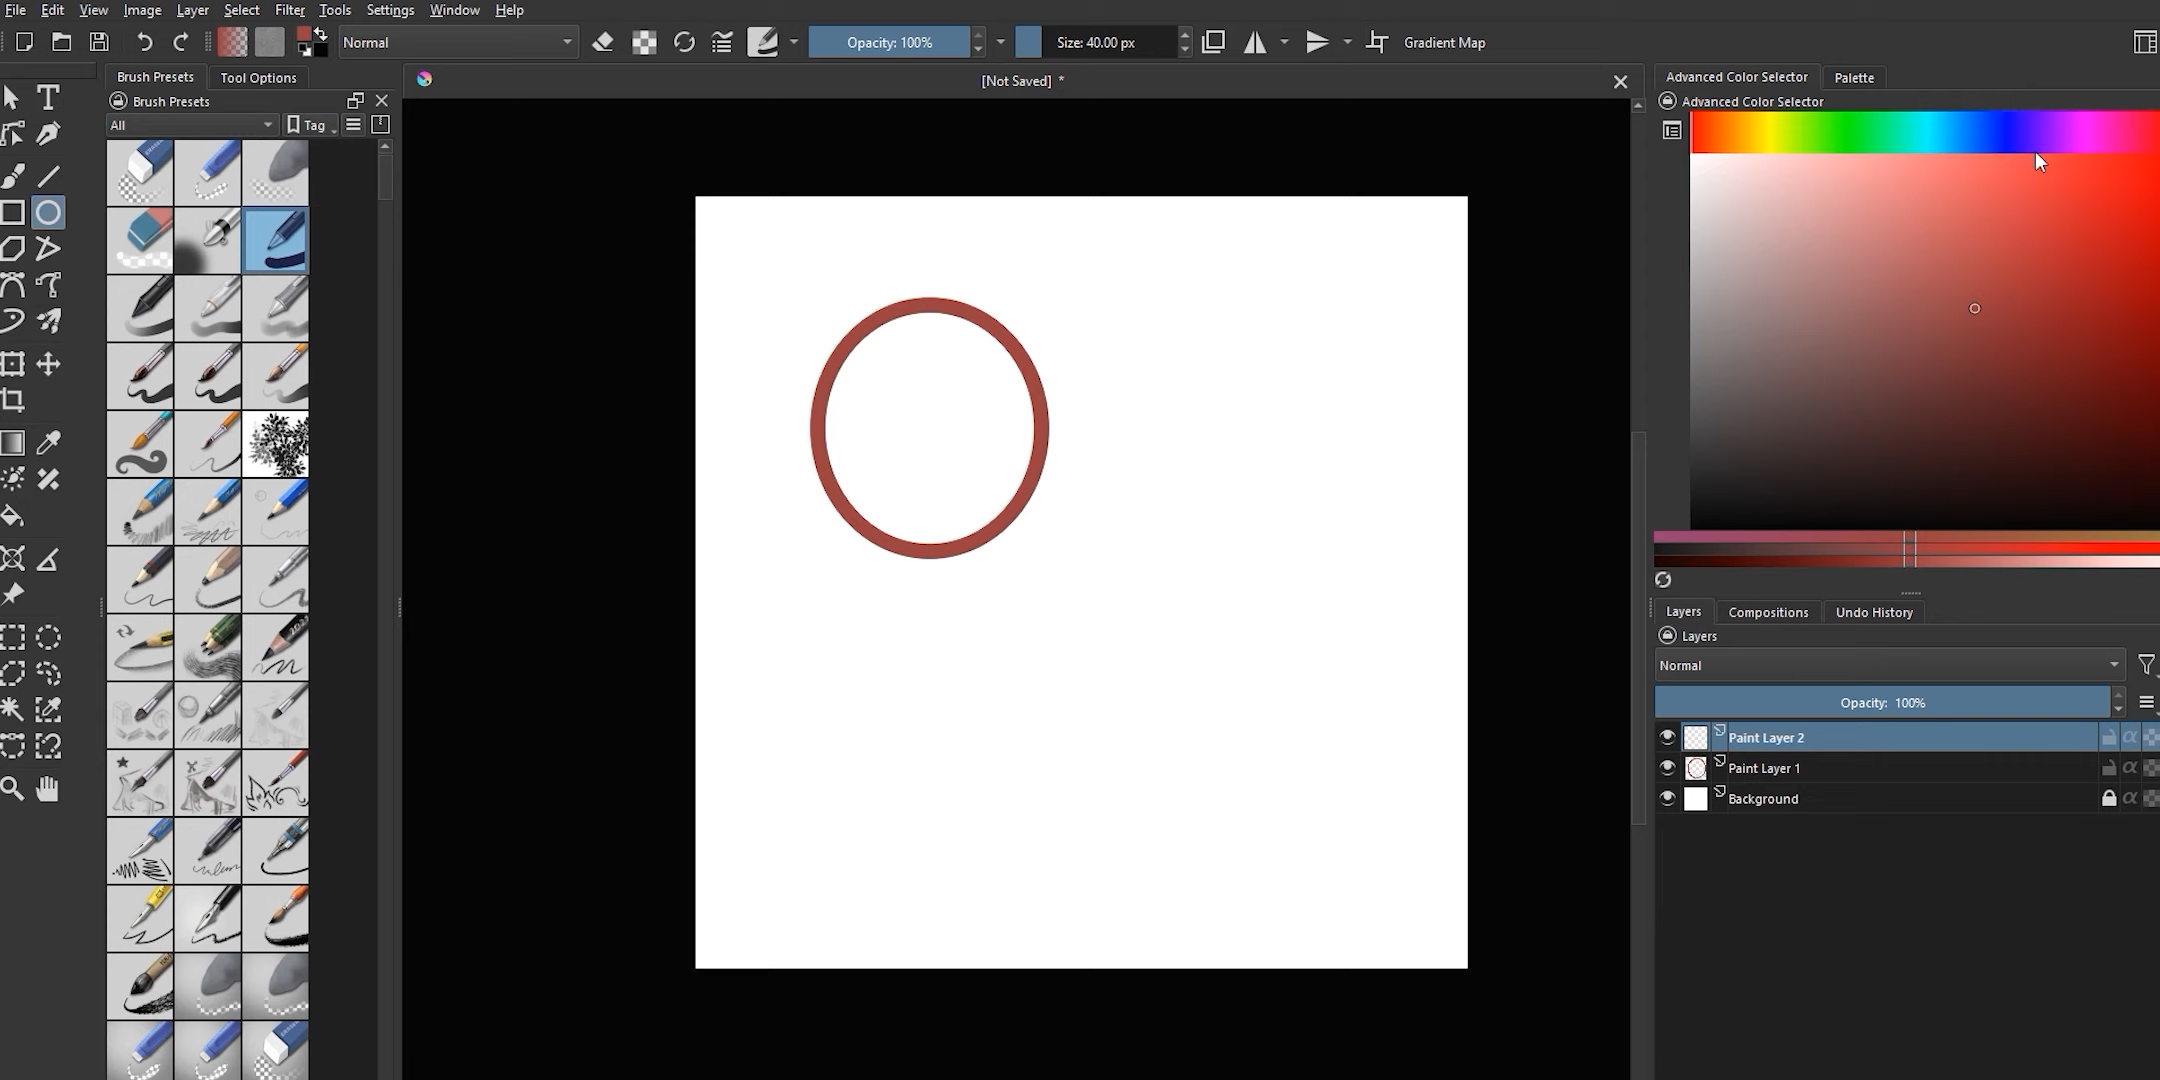 File Edit View Image Layer Select Filter Tools Settings Window Help
Normal Opacity: 100% Size: 40.00 px Gradient Map
Brush Presets Tool Options
[Not Saved] *
Advanced Color Selector Palette
Brush Presets
Advanced Color Selector
All Tag
Layers Compositions Undo History
Layers
Normal
Opacity: 100%
Paint Layer 2
Paint Layer 1
Background